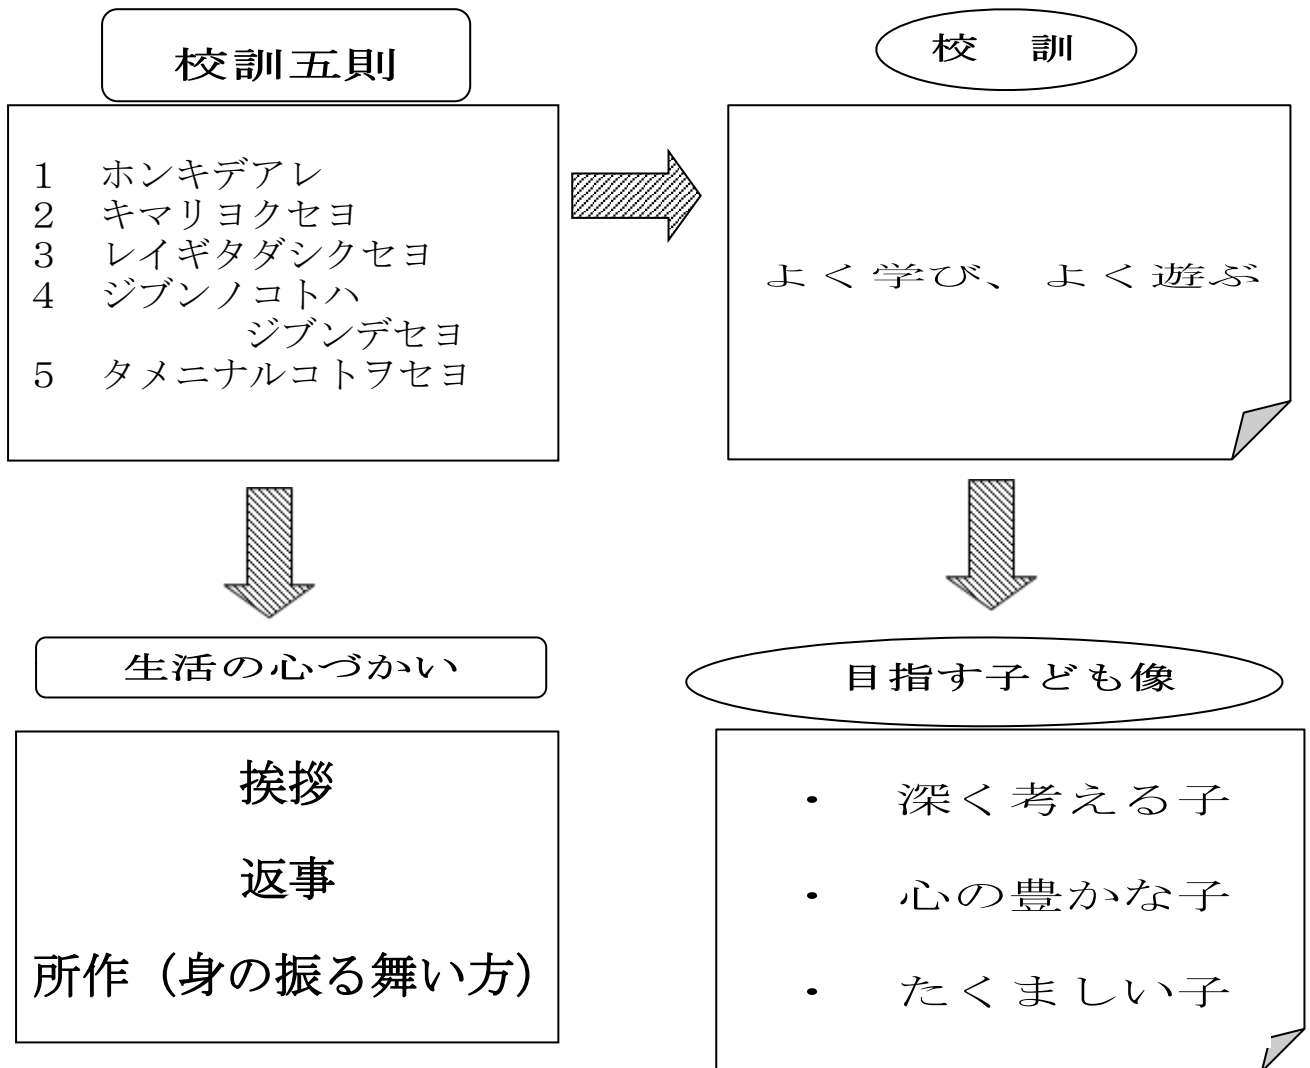 校訓五則
1 ホンキデアレ
2 キマリヨクセヨ
3 レイギタダシクセヨ
4 ジブンノコトハ
ジブンデセヨ
5 タメニナルコトヲセヨ
校 訓
よく学び、よく遊ぶ
生活の心づかい
挨拶
返事
所作（身の振る舞い方）
目指す子ども像
・ 深く考える子
・ 心の豊かな子
・ たくましい子